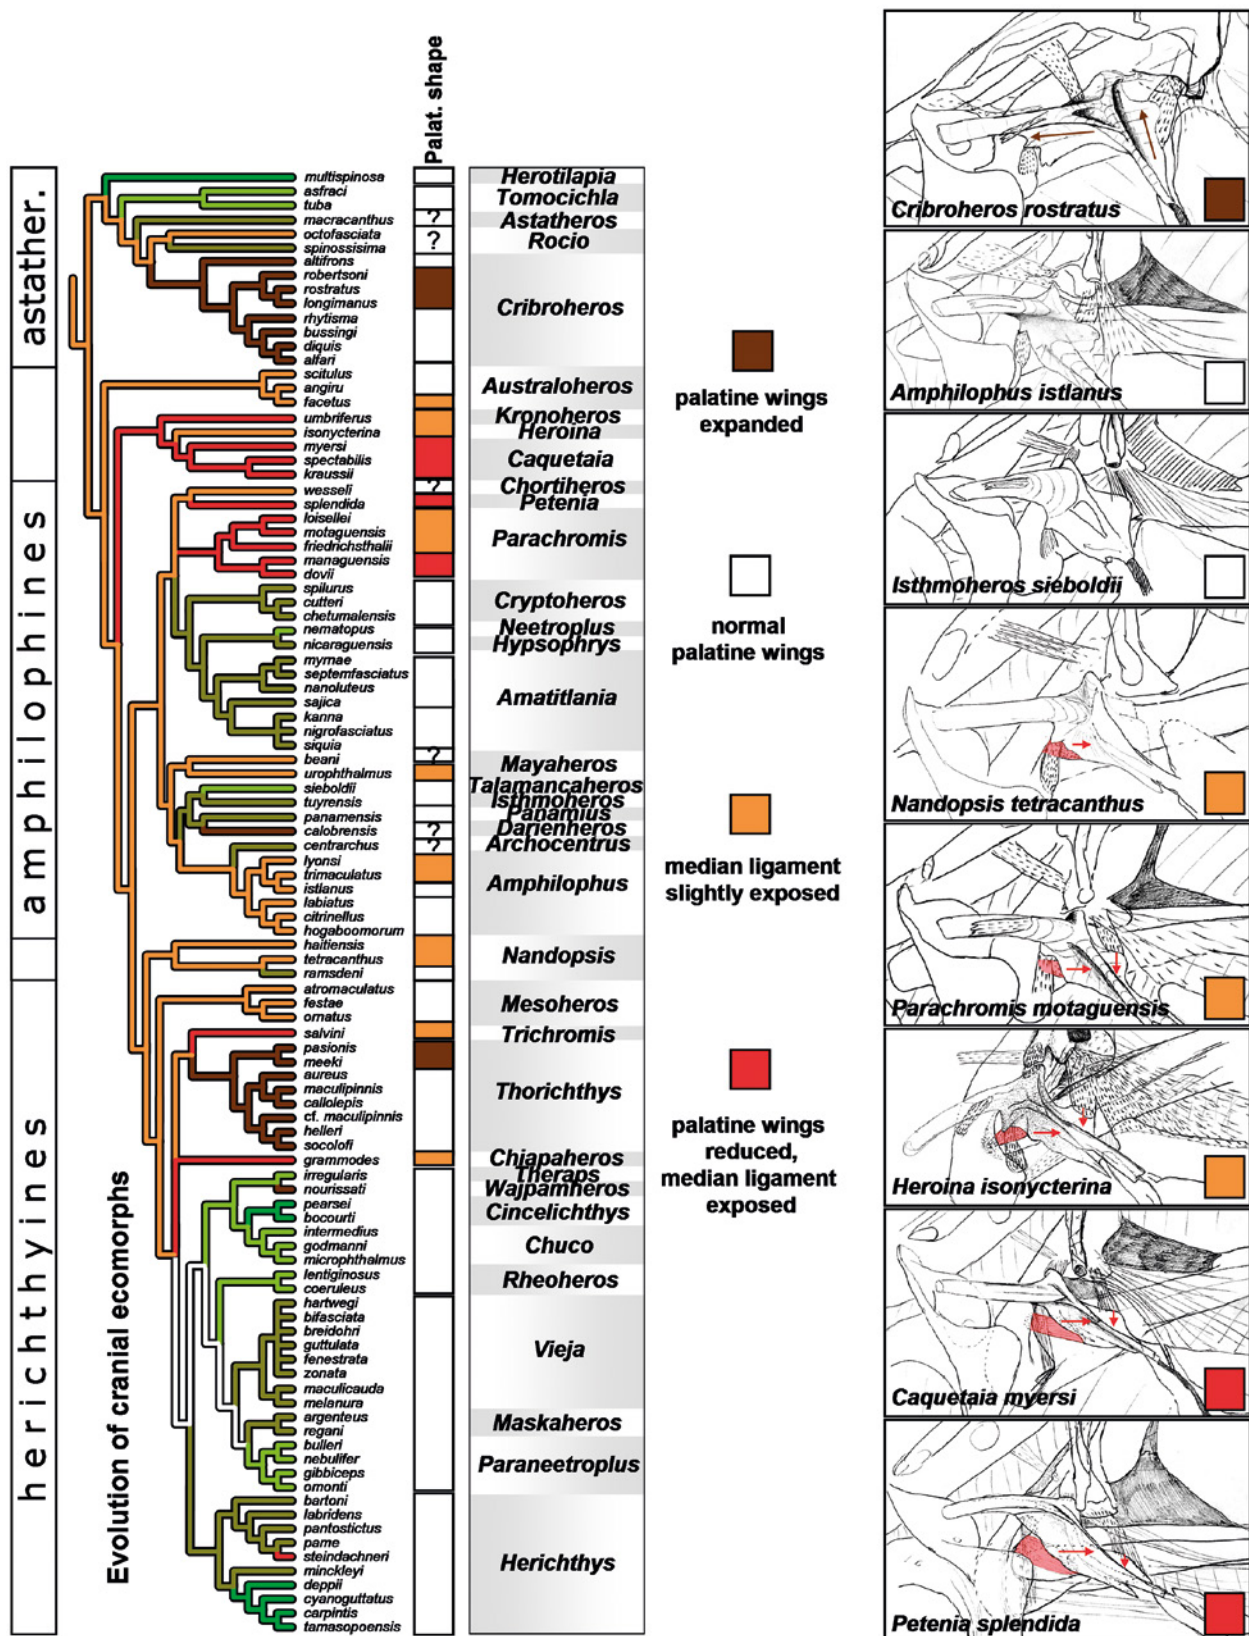 astather.
amphilophines
herichthyines
Evolution of cranial ecomorphs
Palat. shape
multispinosa
asfraci
tuba
macracanthus
octofasciata
spinossisima
altifrons
robertsoni
rostratus
longimanus
rhytisma
bussingi
diquis
alfari
scitulus
angiru
facetus
umbriferus
isonycterina
myersi
spectabilis
kraussii
wesseli
splendida
loisellei
motaguensis
friedrichsthalii
managuensis
dovii
spilurus
cutteri
chetumalensis
nematopus
nicaraguensis
myrnae
septemfasciatus
nanoluteus
sajica
kanna
nigrofasciatus
siquia
beani
urophthalmus
sieboldii
tuyrensis
panamensis
calobrensis
centrarchus
lyonsi
trimaculatus
istlanus
labiatus
citrinellus
hogaboomorum
haitiensis
tetracanthus
ramsdeni
atromaculatus
festae
ornatus
salvini
pasionis
meeki
aureus
maculipinnis
callolepis
cf. maculipinnis
helleri
socolofi
grammodes
irregularis
nourissati
pearsei
bocourti
intermedius
godmanni
microphthalmus
lentiginosus
coeruleus
hartwegi
bifasciata
breidohri
guttulata
fenestrata
zonata
maculicauda
melanura
argenteus
regani
bulleri
nebulifer
gibbiceps
omonti
bartoni
labridens
pantostictus
pame
steindachneri
minckleyi
deppii
cyanoguttatus
carpintis
tamasopoensis
?
?
?
?
?
?
Herotilapia
Tomocichla
Astatheros
Rocio
Cribroheros
Australoheros
Kronoheros
Heroina
Caquetaia
Chortiheros
Petenia
Parachromis
Cryptoheros
Neetroplus
Hypsophrys
Amatitlania
Mayaheros
Talamancaheros
Isthmoheros
Panamius
Darienheros
Archocentrus
Amphilophus
Nandopsis
Mesoheros
Trichromis
Thorichthys
Chiapaheros
Theraps
Wajpamheros
Cincelichthys
Chuco
Rheoheros
Vieja
Maskaheros
Paraneetroplus
Herichthys
palatine wings
expanded
normal
palatine wings
median ligament
slightly exposed
palatine wings
reduced,
median ligament
exposed
Cribroheros rostratus
Amphilophus istlanus
Isthmoheros sieboldii
Nandopsis tetracanthus
Parachromis motaguensis
Heroina isonycterina
Caquetaia myersi
Petenia splendida